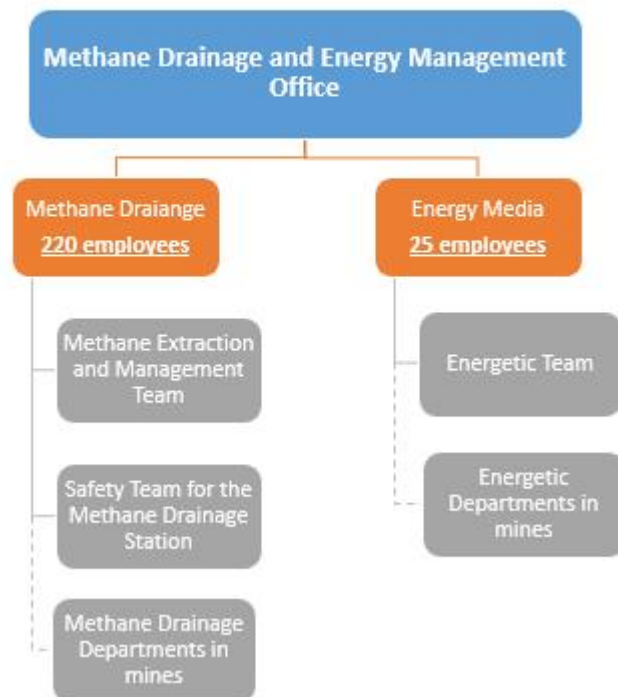 Methane Drainage and Energy Management
Office
Methane Draiange
220 employees
Energy Media
25 employees
Methane Extraction
and Management
Team
Safety Team for the
Methane Drainage
Station
Methane Drainage
Departments in
mines
Energetic Team
Energetic
Departments in
mines